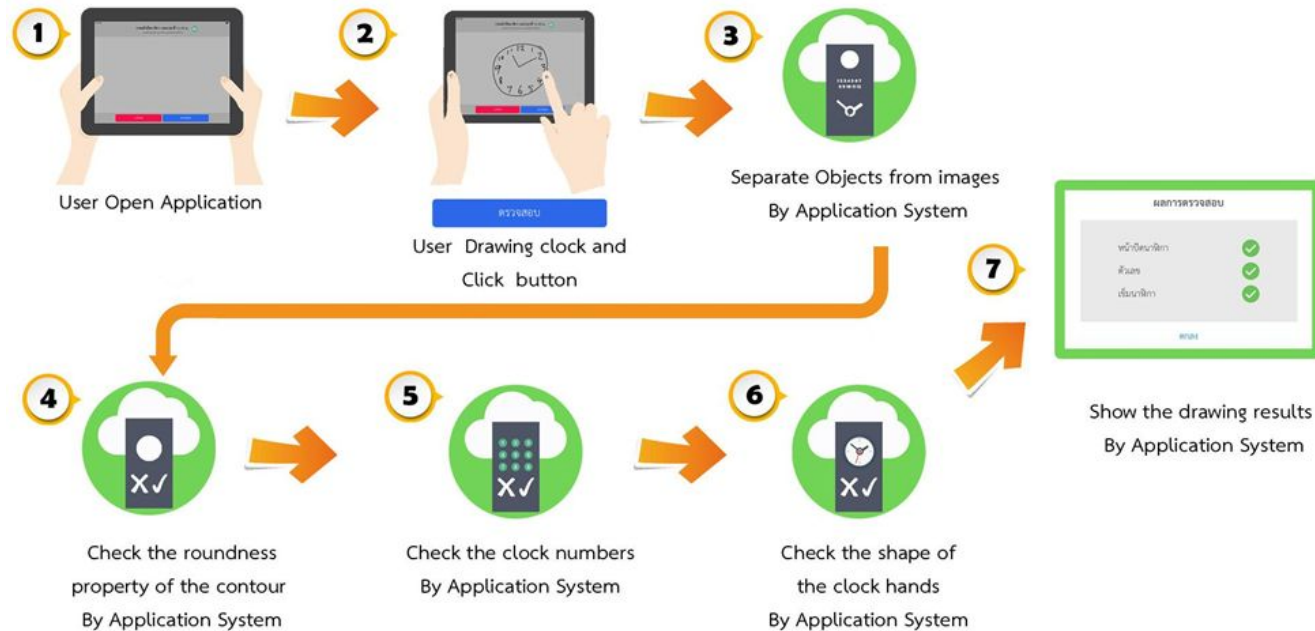 1
User Open Application
2
ตรวจสอบ
User Drawing clock and
Click button
3
Separate Objects from images
By Application System
4
Check the roundness
property of the contour
By Application System
5
Check the clock numbers
By Application System
6
Check the shape of
the clock hands
By Application System
7
ผลการตรวจสอบ
หน้าปัดนาฬิกา
ตัวเลข
เข็มนาฬิกา
ตกลง
Show the drawing results
By Application System